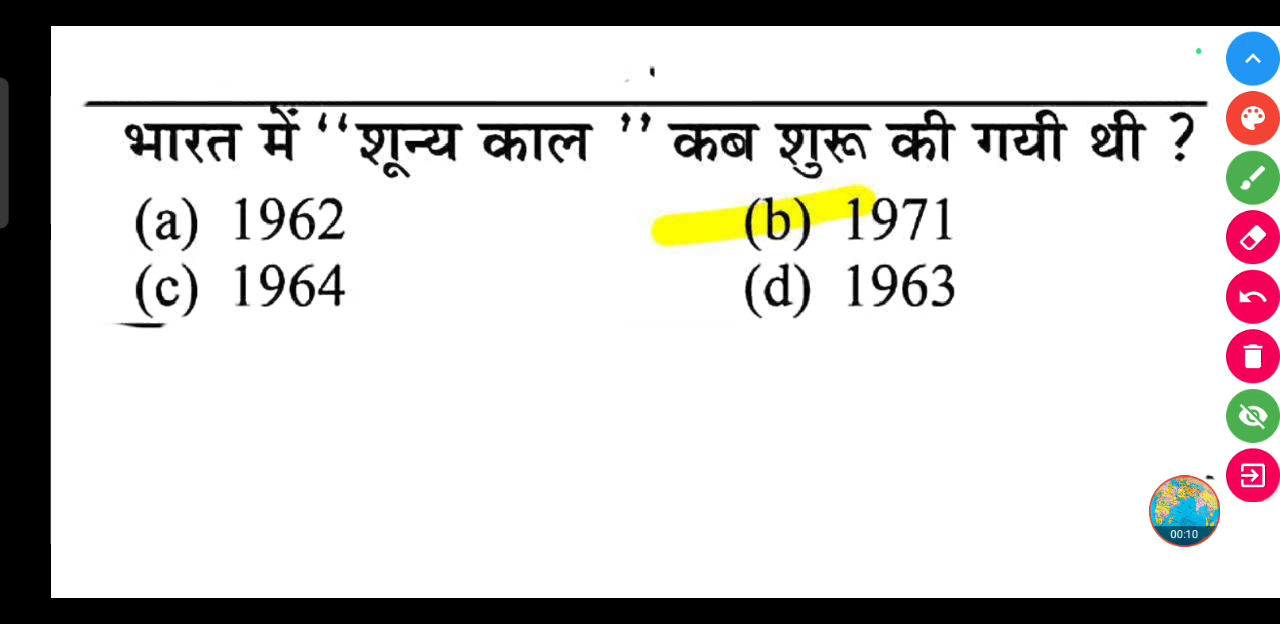 भारत में “शून्य काल ” कब शुरू की गयी थी ?
(a) 1962 (b) 1971
(c) 1964 (d) 1963
00:10